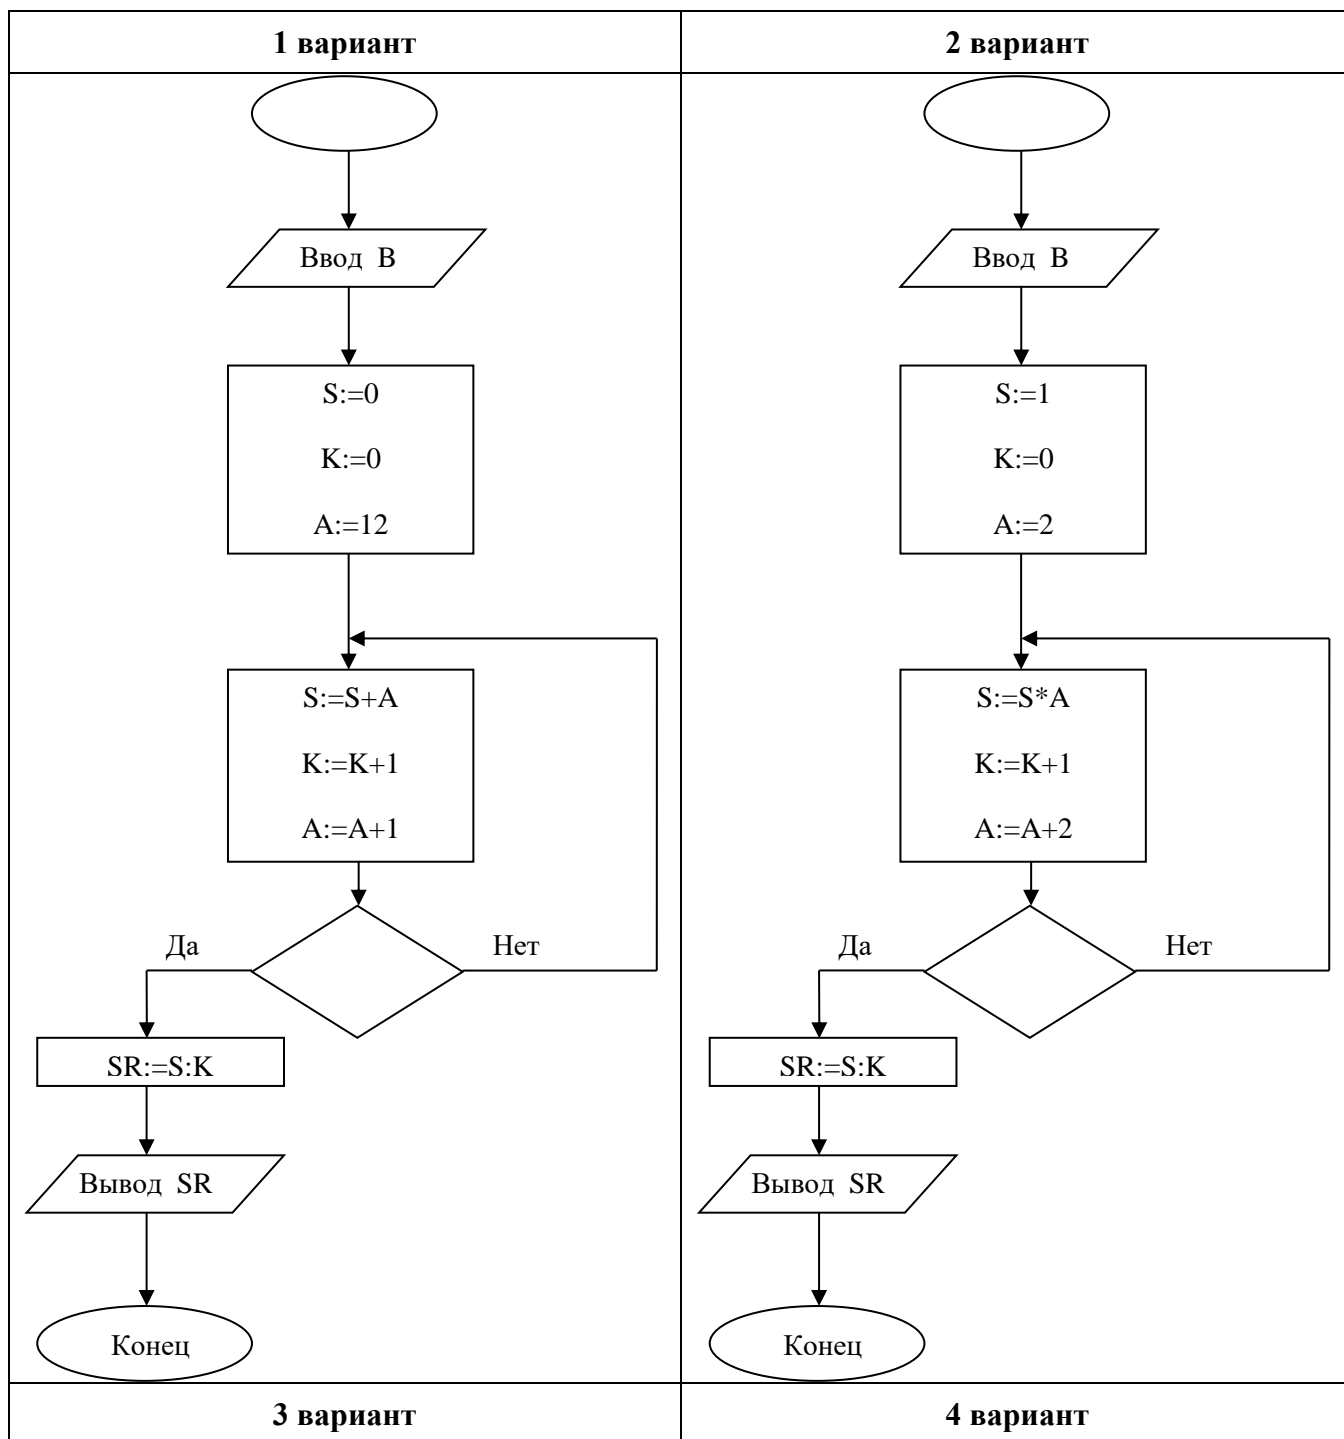 1 вариант
2 вариант
Ввод B
S:=0
K:=0
A:=12
S:=S+A
K:=K+1
A:=A+1
Да
Нет
SR:=S:K
Вывод SR
Конец
Ввод B
S:=1
K:=0
A:=2
S:=S*A
K:=K+1
A:=A+2
Да
Нет
SR:=S:K
Вывод SR
Конец
3 вариант
4 вариант